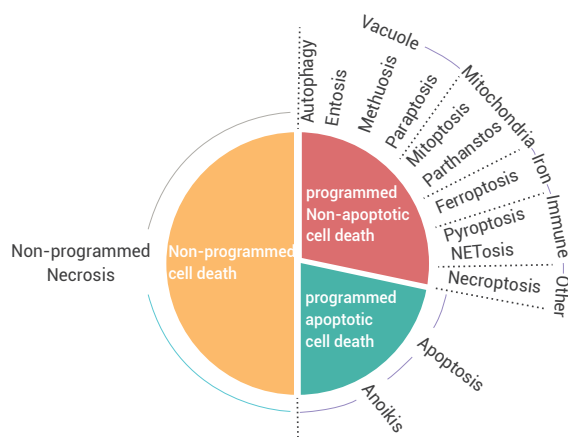 Vacuole
Autophagy
Entosis
Methuosis
Paraptosis
Mitochondria
Mitoptosis
Parthanstos
Iron
Ferroptosis
Immune
Pyroptosis
NETosis
Other
Necroptosis
programmed
Non-apoptotic
cell death
Non-programmed
Necrosis
Non-programmed
cell death
programmed
apoptotic
cell death
Apoptosis
Anoikis